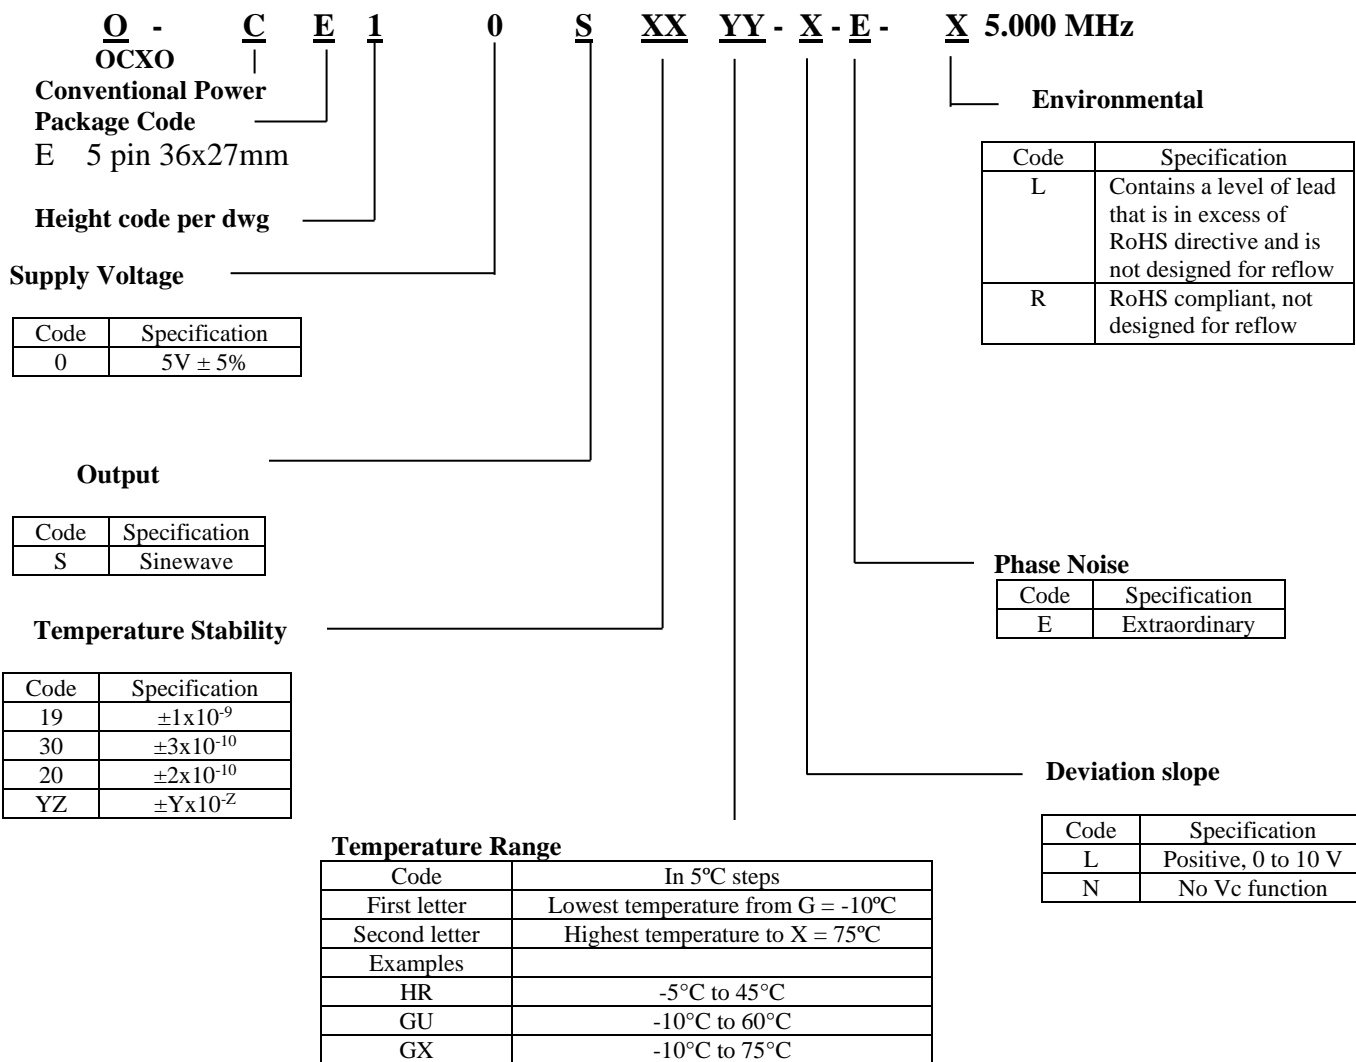 O - C E 1 0 S XX YY - X - E - X 5.000 MHz
OCXO
Conventional Power
Package Code
E 5 pin 36x27mm
Height code per dwg
Supply Voltage
Code Specification
0 5V ± 5%
Output
Code Specification
S Sinewave
Temperature Stability
Code Specification
19 ±1x10⁻⁹
30 ±3x10⁻¹⁰
20 ±2x10⁻¹⁰
YZ ±Yx10⁻ᶻ
Temperature Range
Code In 5ºC steps
First letter Lowest temperature from G = -10ºC
Second letter Highest temperature to X = 75ºC
Examples
HR -5°C to 45°C
GU -10°C to 60°C
GX -10°C to 75°C
Environmental
Code Specification
L Contains a level of lead
that is in excess of
RoHS directive and is
not designed for reflow
R RoHS compliant, not
designed for reflow
Phase Noise
Code Specification
E Extraordinary
Deviation slope
Code Specification
L Positive, 0 to 10 V
N No Vc function